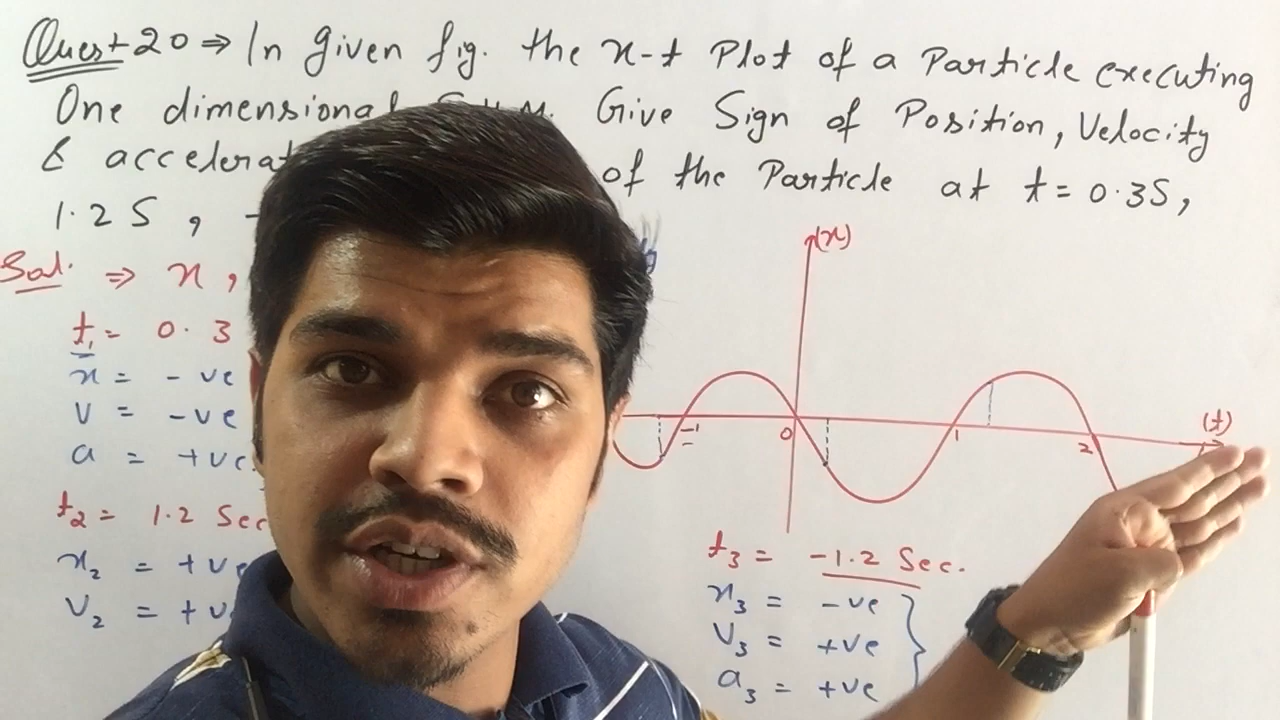 Quest 20 ⇒ In given fig. the x-t Plot of a Particle executing
One dimensional S.H.M. Give Sign of Position, Velocity
& accelerat of the Particle at t = 0.3S,
1.2 S , -
Sol. ⇒ x ,
(x)
t₁ = 0.3
x = - ve
v = - ve
a = +ve.
-1 0 1 2 (t)
t₂ = 1.2 Sec
x₂ = +ve
v₂ = +v
t₃ = -1.2 Sec.
x₃ = -ve
v₃ = +ve
a₃ = +ve